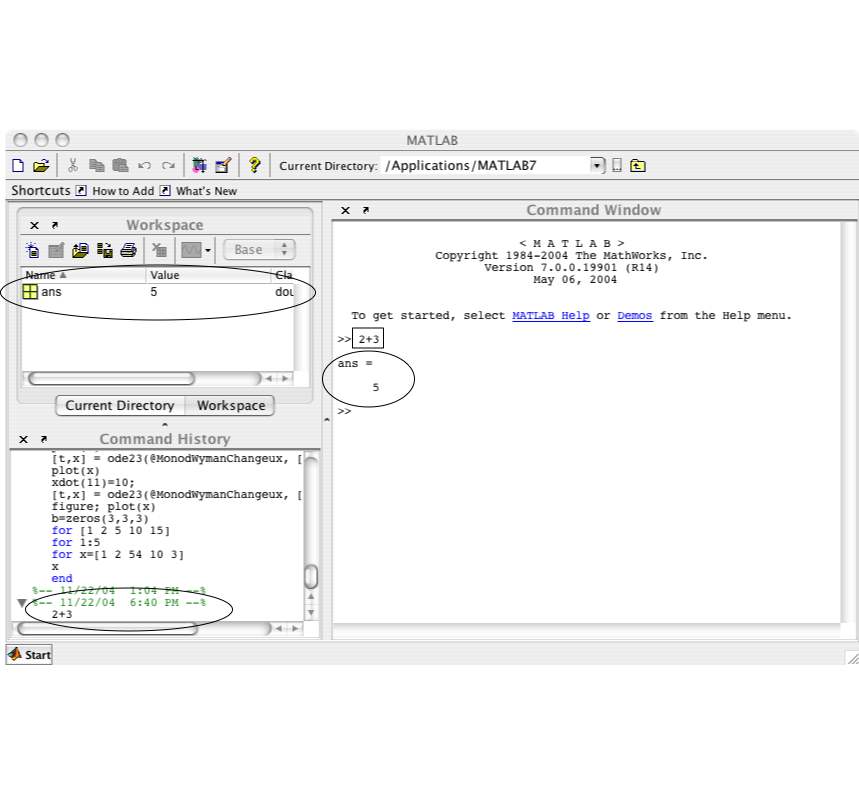 MATLAB
Current Directory: /Applications/MATLAB7
Shortcuts How to Add What's New
Workspace
Base
Name Value Cla
ans 5 dou
Current Directory Workspace
Command History
[t,x] = ode23(@MonodWymanChangeux, [
plot(x)
xdot(11)=10;
[t,x] = ode23(@MonodWymanChangeux, [
figure; plot(x)
b=zeros(3,3,3)
for [1 2 5 10 15]
for 1:5
for x=[1 2 54 10 3]
x
end
%-- 11/22/04 1:04 PM --%
%-- 11/22/04 6:40 PM --%
2+3
Command Window
< M A T L A B >
Copyright 1984-2004 The MathWorks, Inc.
Version 7.0.0.19901 (R14)
May 06, 2004
To get started, select MATLAB Help or Demos from the Help menu.
>> 2+3
ans =
5
>>
Start